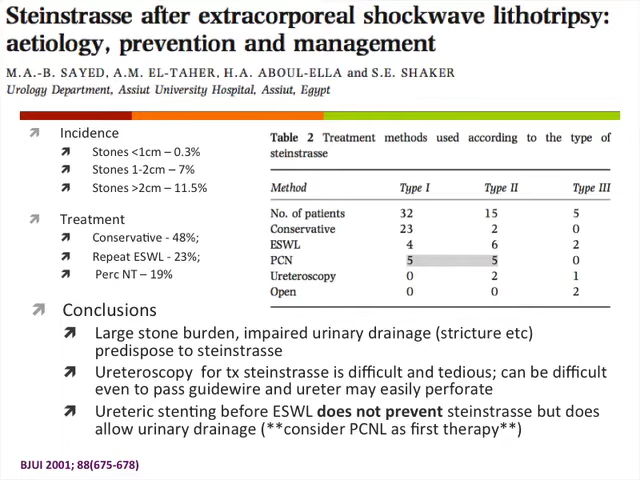 Steinstrasse after extracorporeal shockwave lithotripsy:
aetiology, prevention and management
M.A.-B. SAYED, A.M. EL-TAHER, H.A. ABOUL-ELLA and S.E. SHAKER
Urology Department, Assiut University Hospital, Assiut, Egypt
Incidence
Stones <1cm – 0.3%
Stones 1-2cm – 7%
Stones >2cm – 11.5%
Treatment
Conservative - 48%;
Repeat ESWL - 23%;
Perc NT – 19%
Table 2 Treatment methods used according to the type of
steinstrasse
Method Type I Type II Type III
No. of patients 32 15 5
Conservative 23 2 0
ESWL 4 6 2
PCN 5 5 0
Ureteroscopy 0 2 1
Open 0 0 2
Conclusions
Large stone burden, impaired urinary drainage (stricture etc)
predispose to steinstrasse
Ureteroscopy for tx steinstrasse is difficult and tedious; can be difficult
even to pass guidewire and ureter may easily perforate
Ureteric stenting before ESWL does not prevent steinstrasse but does
allow urinary drainage (**consider PCNL as first therapy**)
BJUI 2001; 88(675-678)